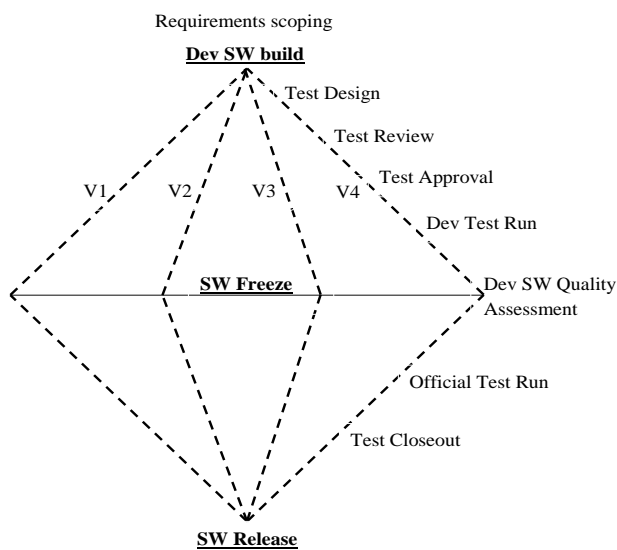 Requirements scoping
Dev SW build
Test Design
Test Review
Test Approval
V1
V2
V3
V4
Dev Test Run
SW Freeze
Dev SW Quality
Assessment
Official Test Run
Test Closeout
SW Release